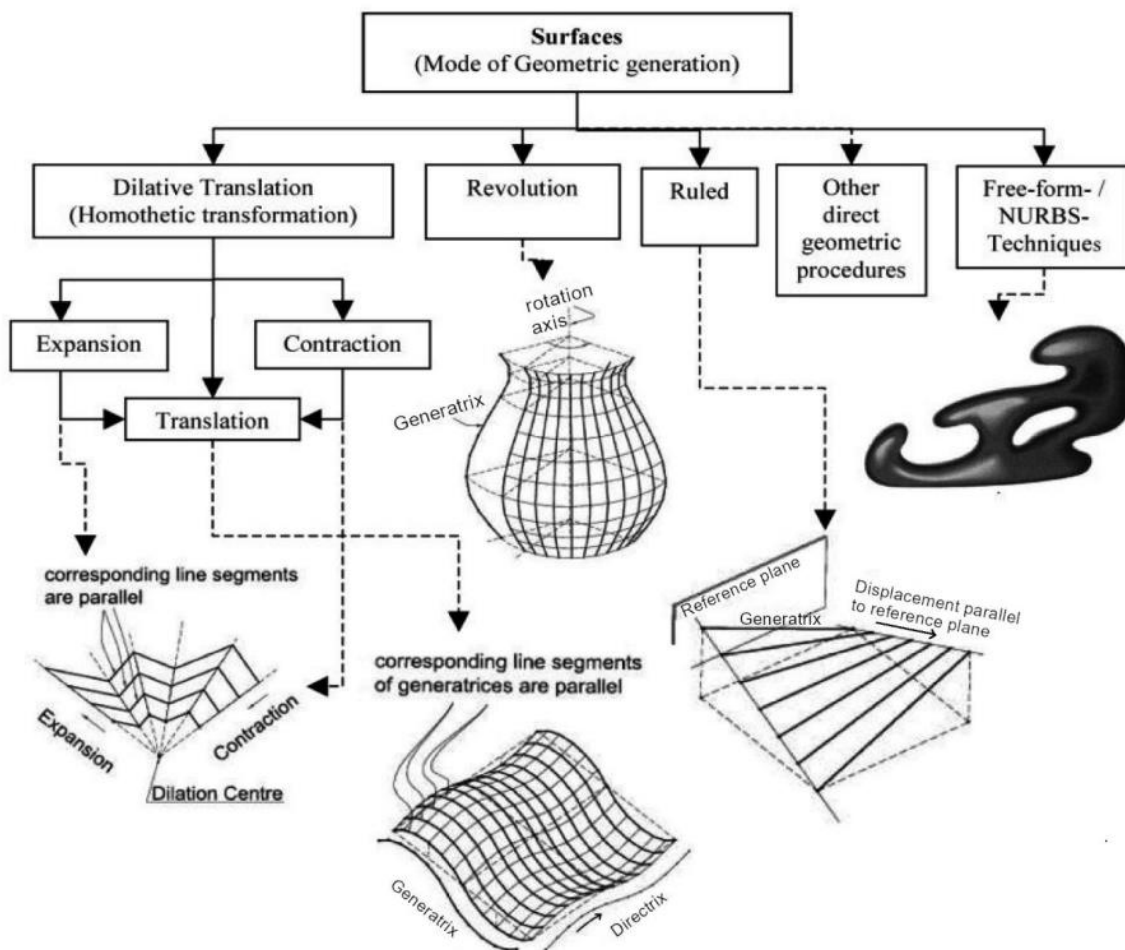 Surfaces
(Mode of Geometric generation)
Dilative Translation
(Homothetic transformation)
Revolution
Ruled
Other
direct
geometric
procedures
Free-form- /
NURBS-
Techniques
Expansion
Contraction
Translation
rotation
axis
Generatrix
corresponding line segments
are parallel
Expansion
Contraction
Dilation Centre
corresponding line segments
of generatrices are parallel
Generatrix
Directrix
Reference plane
Generatrix
Displacement parallel
to reference plane